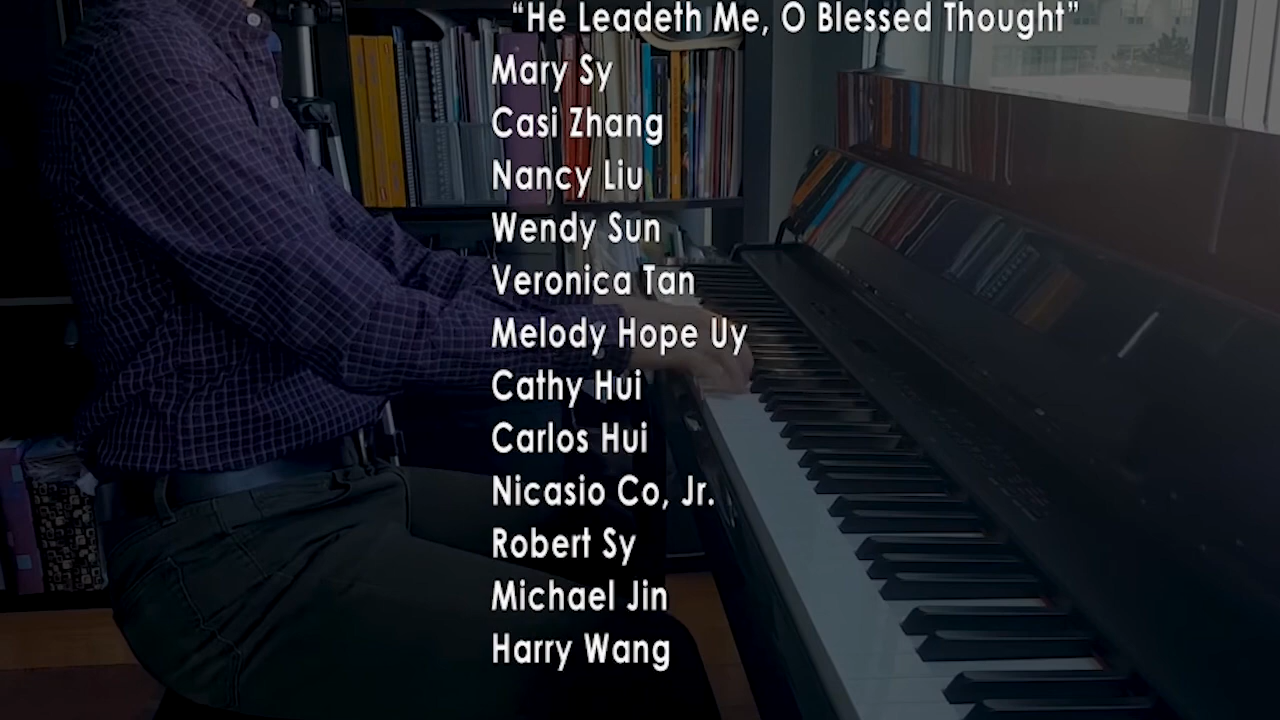 “He Leadeth Me, O Blessed Thought”
Mary Sy
Casi Zhang
Nancy Liu
Wendy Sun
Veronica Tan
Melody Hope Uy
Cathy Hui
Carlos Hui
Nicasio Co, Jr.
Robert Sy
Michael Jin
Harry Wang